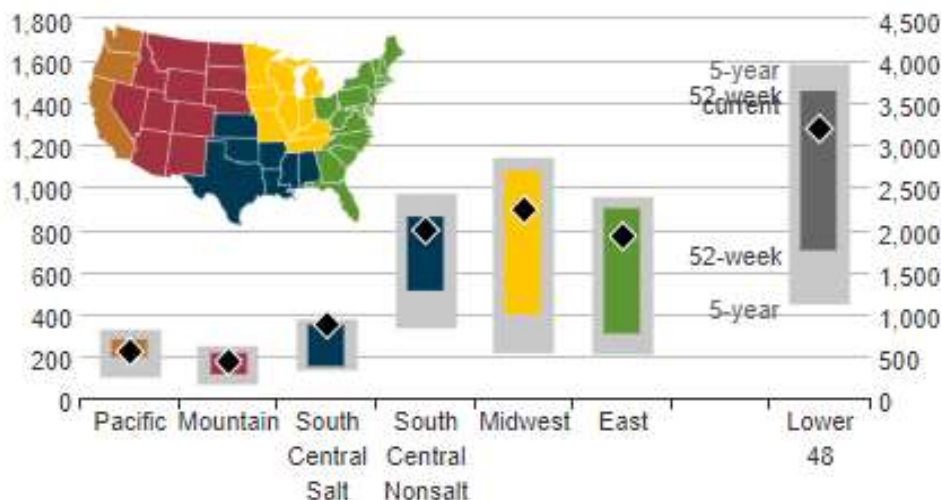 1,800
1,600
1,400
1,200
1,000
800
600
400
200
0
4,500
4,000
3,500
3,000
2,500
2,000
1,500
1,000
500
0
5-year
52-week
current
52-week
5-year
Pacific
Mountain
South
Central
Salt
South
Central
Nonsalt
Midwest
East
Lower
48